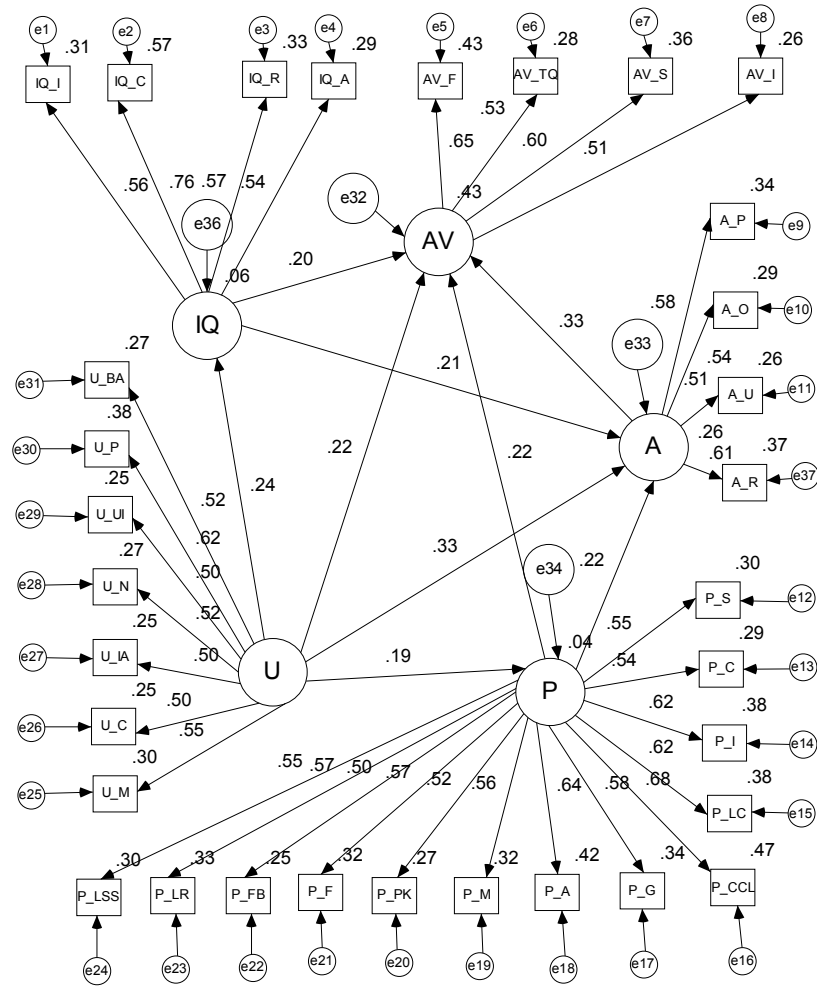 e1 e2 e3 e4 e5 e6 e7 e8
.31 .57 .33 .29 .43 .28 .36 .26
IQ_I IQ_C IQ_R IQ_A AV_F AV_TQ AV_S AV_I
.53
.65 .60 .51
.56 .76 .57 .54 .43
e32
e36
AV
.34
A_P e9
.20
.06
.29
IQ
.58
A_O e10
.33
e33
.27
.21
.54 .26
U_BA
e31
.51
A_U e11
.38
.26 .37
U_P
e30
A
.61
A_R e37
.25
.22 .22
.24
.52
U_UI
e29
.62
.33
.27
.50
e34 .22 .30
U_N
e28
P_S e12
.52
.55
.25
.04 .29
U_IA
e27
.50
U
.19
.54
P_C e13
.25
P
.50
.62 .38
U_C
e26
.55
P_I e14
.30
.62
U_M
e25
.55 .57 .50 .57 .52 .56 .64 .58 .68 .38
P_LC e15
.30 .33 .25 .32 .27 .32 .42 .34 .47
P_LSS P_LR P_FB P_F P_PK P_M P_A P_G P_CCL
e24 e23 e22 e21 e20 e19 e18 e17 e16